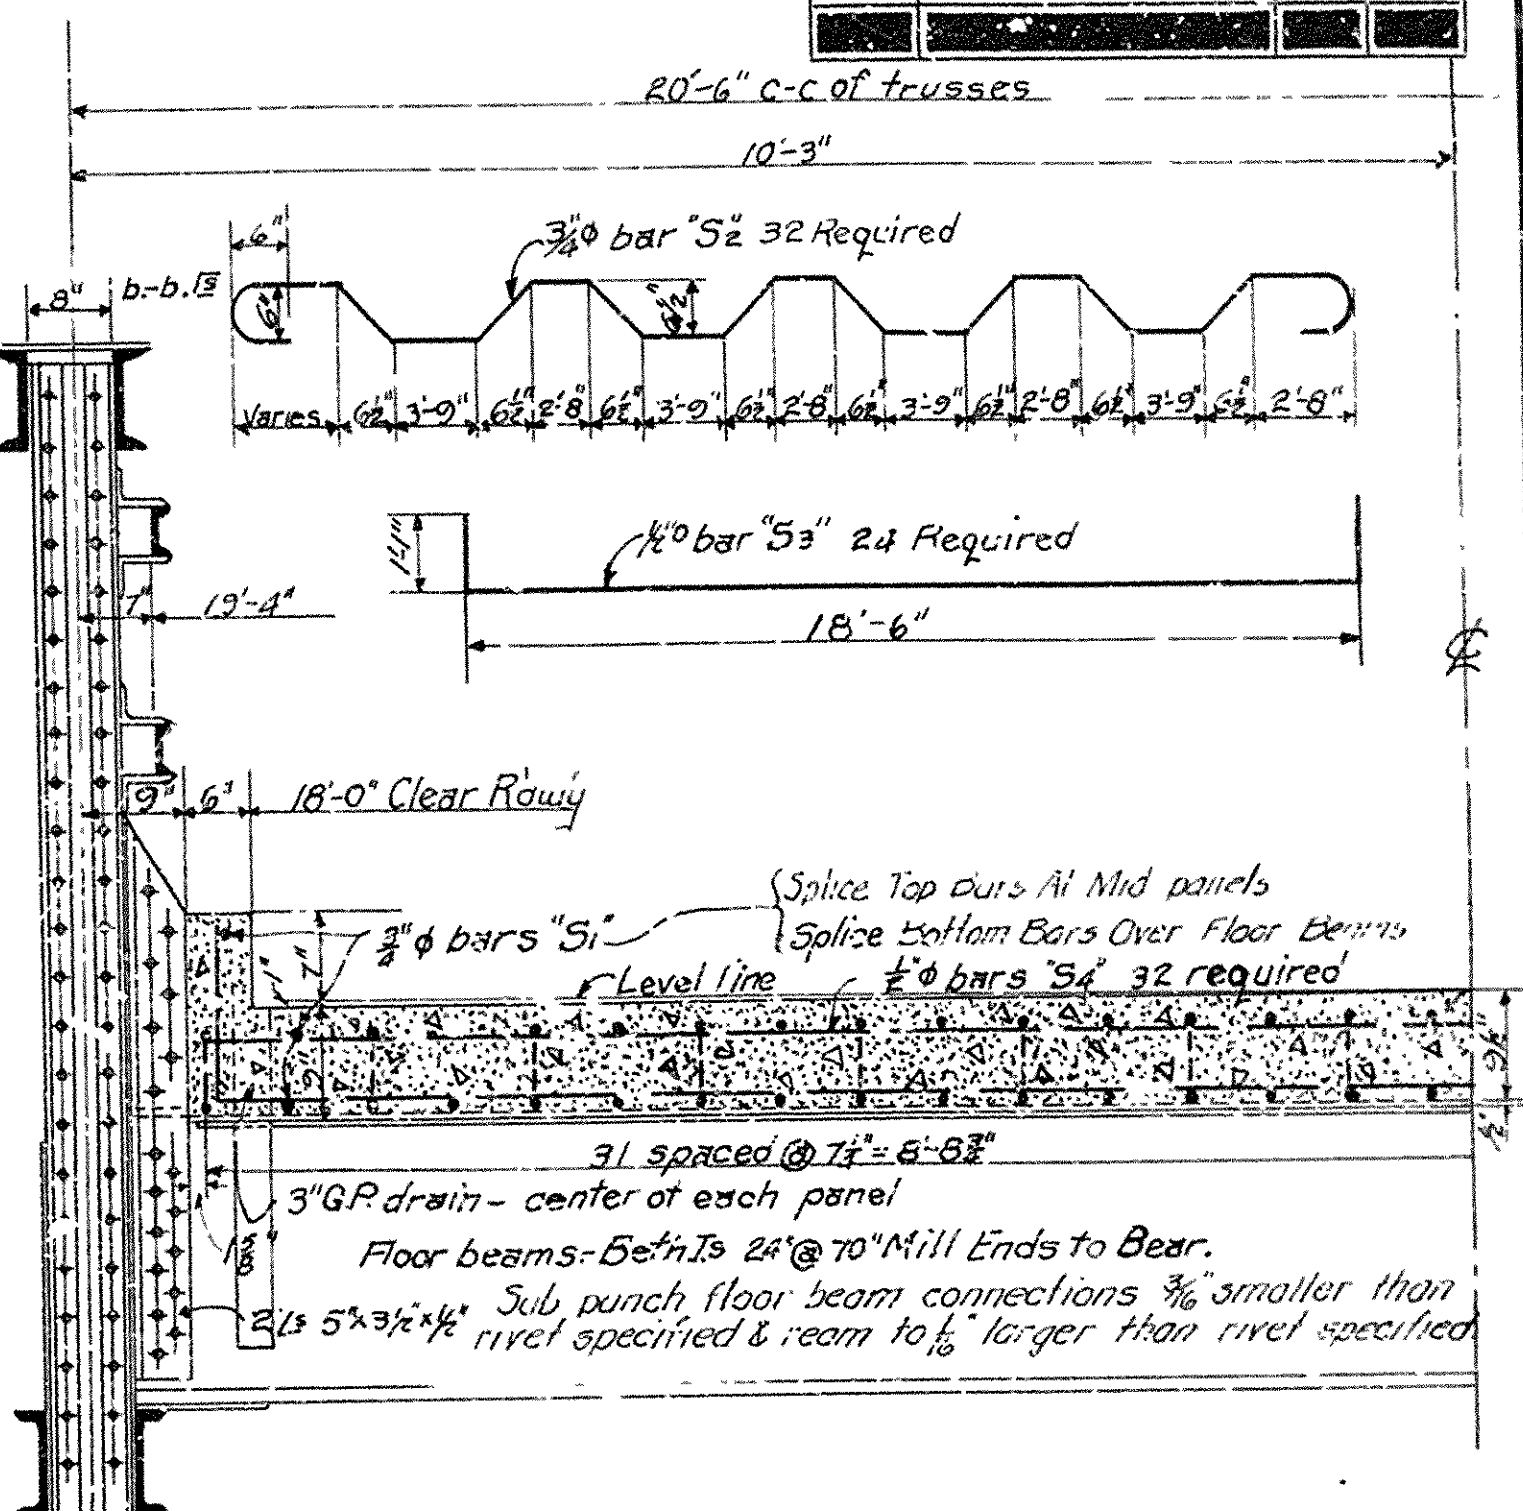 20'-6" c-c of trusses
10'-3"
6"
3/4"ϕ bar "S2" 32 Required
8"
b.-b.
6"
6 1/2"
Varies 6 1/2" 3'-9" 6 1/2" 2'-8" 6 1/2" 3'-9" 6 1/2" 2'-8" 6 1/2" 3'-9" 6 1/2" 2'-8" 6 1/2" 3'-9" 6 1/2" 2'-8"
1'-1"
1/2" bar "S3" 24 Required
7" 19'-4"
18'-6"
℄
9" 6" 18'-0" Clear R'dw'y
Splice Top Bars At Mid panels
3/4"ϕ bars "S1"
Splice Bottom Bars Over Floor Beams
1" 7"
Level line
1/2"ϕ bars "S4" 32 required
9"
1/2"
31 spaced @ 7 1/4" = 8'-8 3/4"
3" G.P. drain - center of each panel
Floor beams:- Beth Is 24" @ 70" Mill Ends to Bear.
Sub punch floor beam connections 3/16" smaller than
2 Ls 5" x 3 1/2" x 1/2"
rivet specified & ream to 1/16" larger than rivet specified